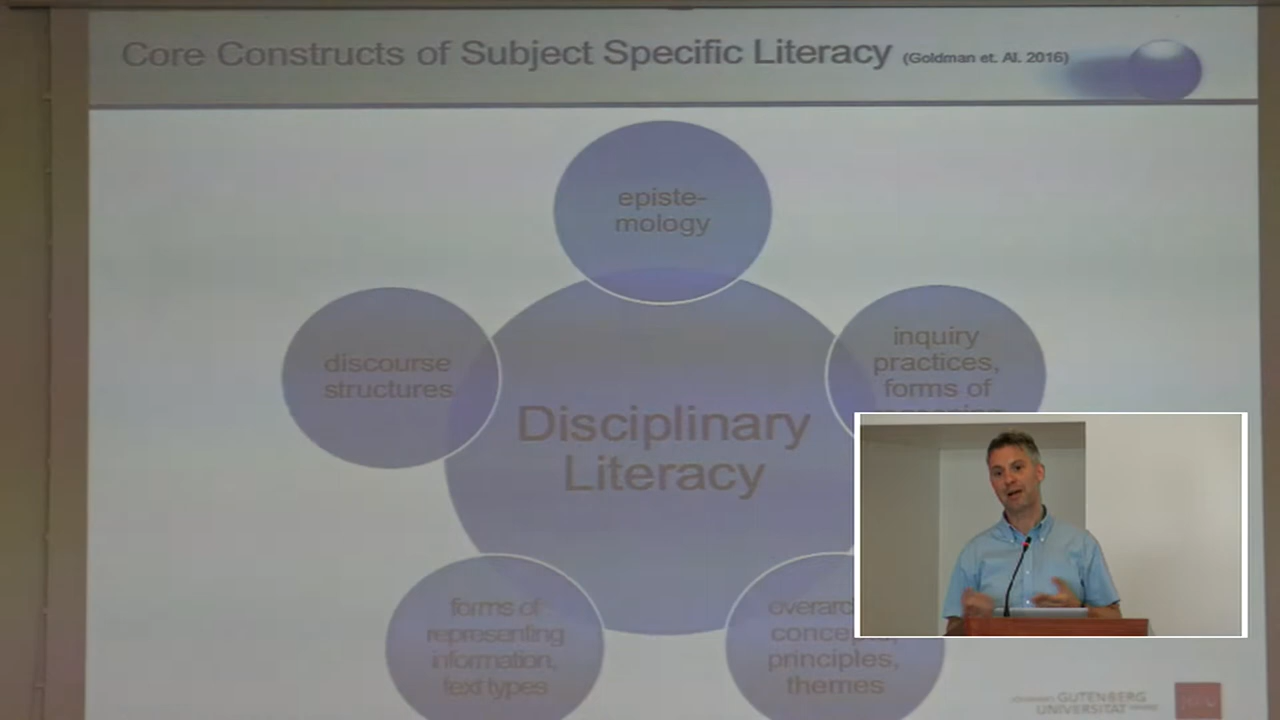 Core Constructs of Subject Specific Literacy (Goldman et. Al. 2016)
episte-
mology
discourse
structures
inquiry
practices,
forms of
Disciplinary
Literacy
forms of
representing
information,
text types
concepts,
principles,
themes
GUTENBERG
UNIVERSITÄT